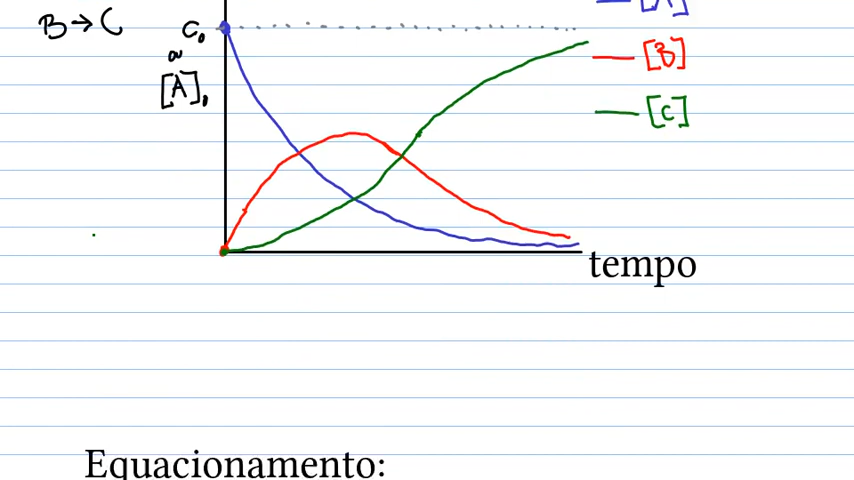 [A]
B → C
C₀
[B]
[A]₀
[C]
tempo
Equacionamento: